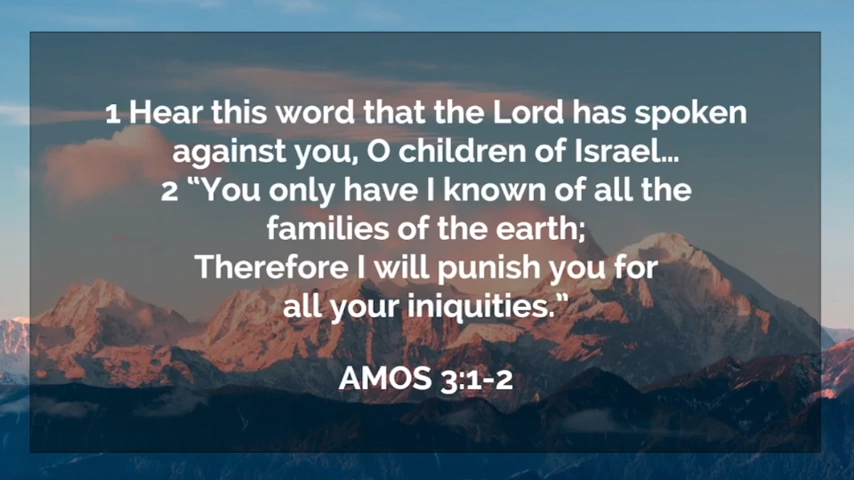 1 Hear this word that the Lord has spoken
against you, O children of Israel…
2 “You only have I known of all the
families of the earth;
Therefore I will punish you for
all your iniquities.”
AMOS 3:1-2